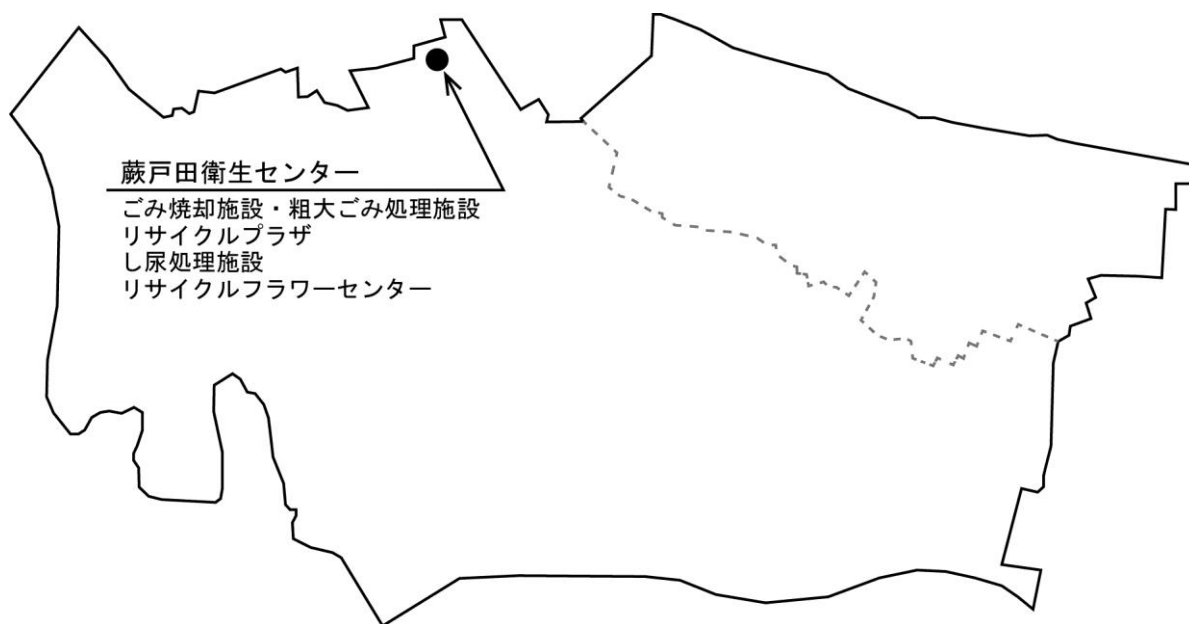 蕨戸田衛生センター
ごみ焼却施設・粗大ごみ処理施設
リサイクルプラザ
し尿処理施設
リサイクルフラワーセンター